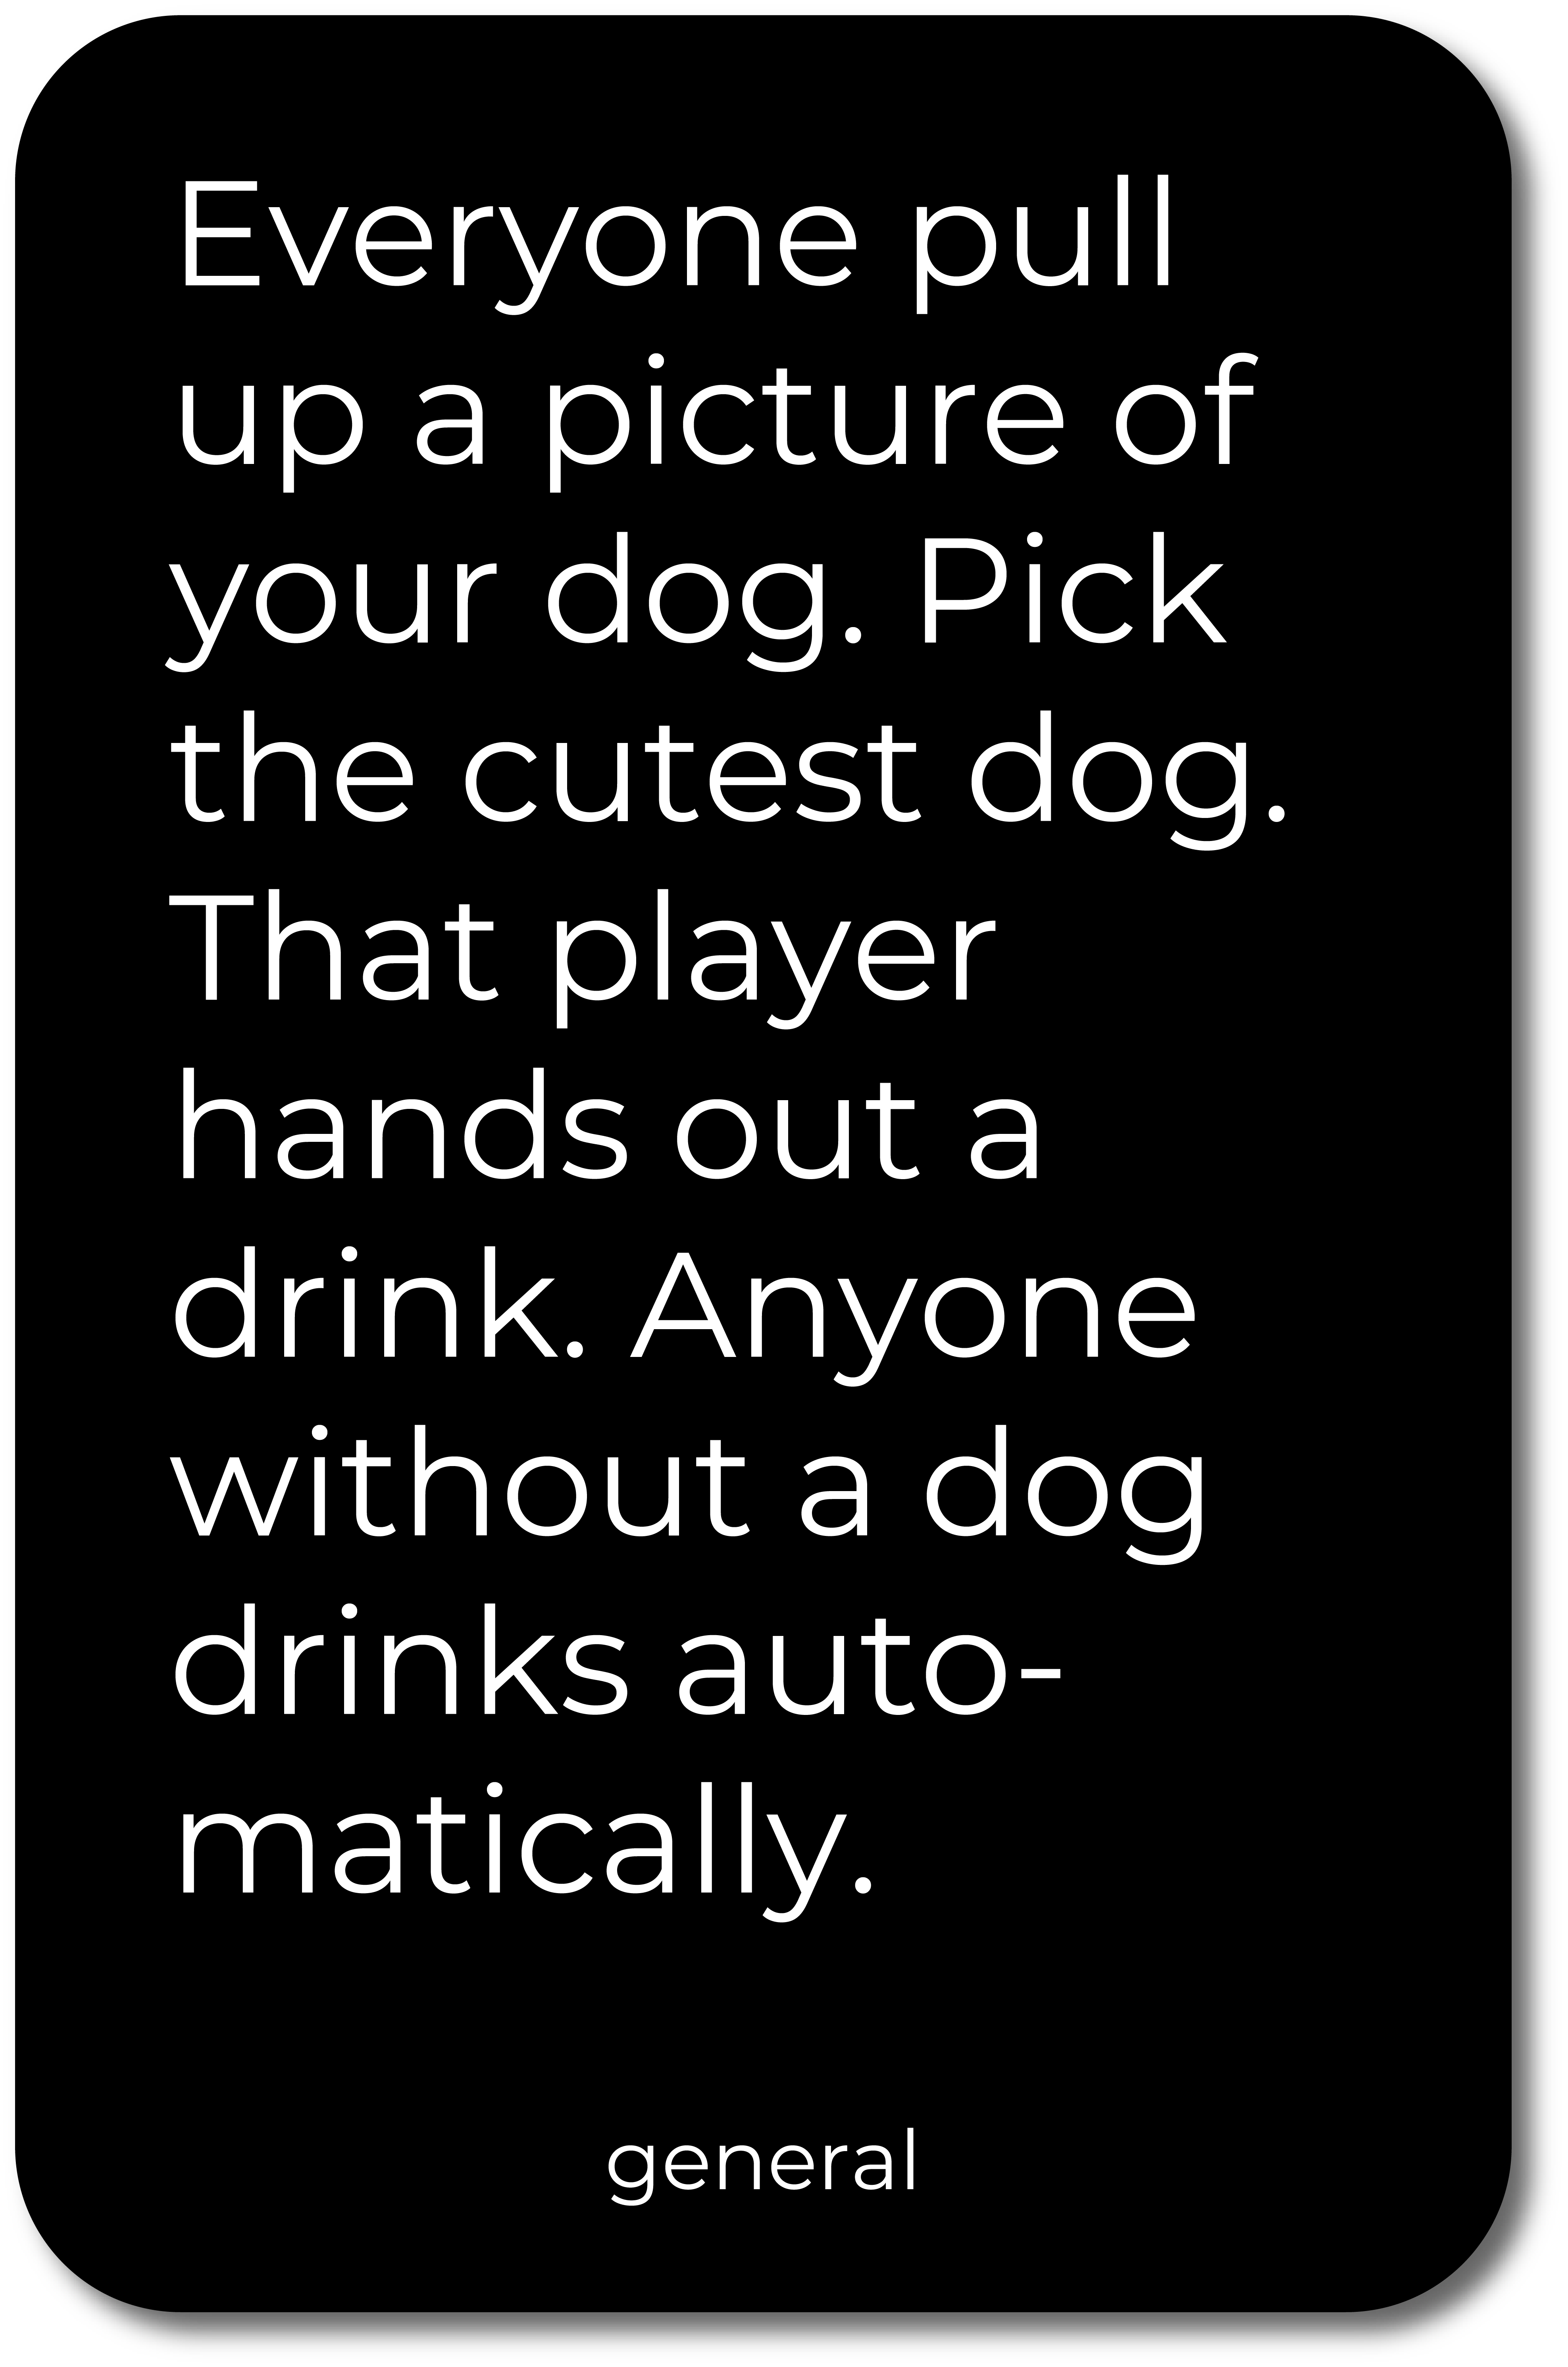 Everyone pull
up a picture of
your dog. Pick
the cutest dog.
That player
hands out a
drink. Anyone
without a dog
drinks auto-
matically.
general